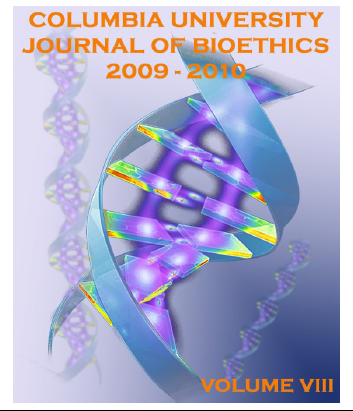 COLUMBIA UNIVERSITY
JOURNAL OF BIOETHICS
2009 - 2010
VOLUME VIII